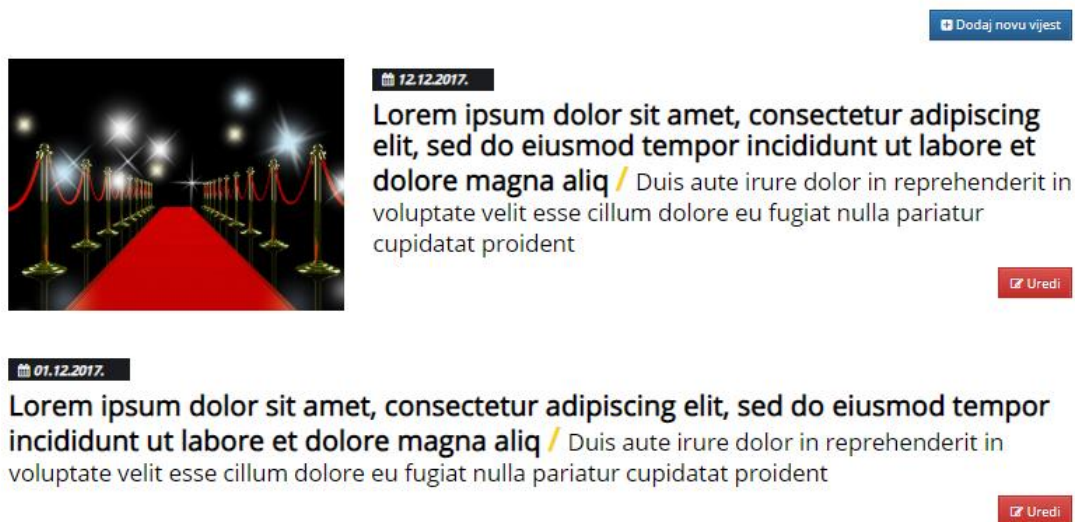 Dodaj novu vijest
12.12.2017.
Lorem ipsum dolor sit amet, consectetur adipiscing
elit, sed do eiusmod tempor incididunt ut labore et
dolore magna aliq / Duis aute irure dolor in reprehenderit in
voluptate velit esse cillum dolore eu fugiat nulla pariatur
cupidatat proident
Uredi
01.12.2017.
Lorem ipsum dolor sit amet, consectetur adipiscing elit, sed do eiusmod tempor
incididunt ut labore et dolore magna aliq / Duis aute irure dolor in reprehenderit in
voluptate velit esse cillum dolore eu fugiat nulla pariatur cupidatat proident
Uredi